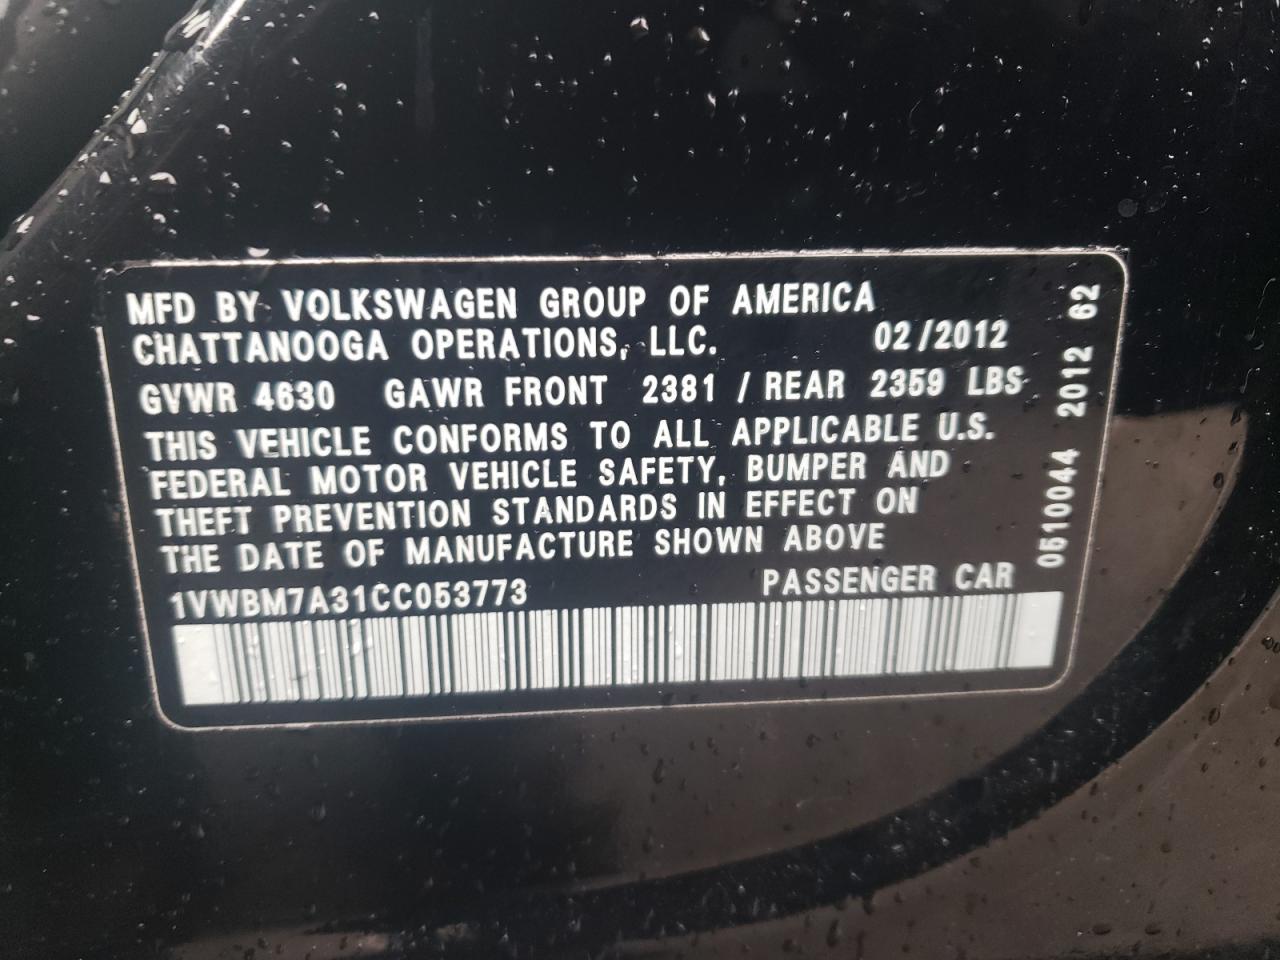 MFD BY VOLKSWAGEN GROUP OF AMERICA
CHATTANOOGA OPERATIONS, LLC. 02/2012
GVWR 4630 GAWR FRONT 2381 / REAR 2359 LBS
THIS VEHICLE CONFORMS TO ALL APPLICABLE U.S.
FEDERAL MOTOR VEHICLE SAFETY, BUMPER AND
THEFT PREVENTION STANDARDS IN EFFECT ON
THE DATE OF MANUFACTURE SHOWN ABOVE
1VWBM7A31CC053773 PASSENGER CAR
0510044 2012 62